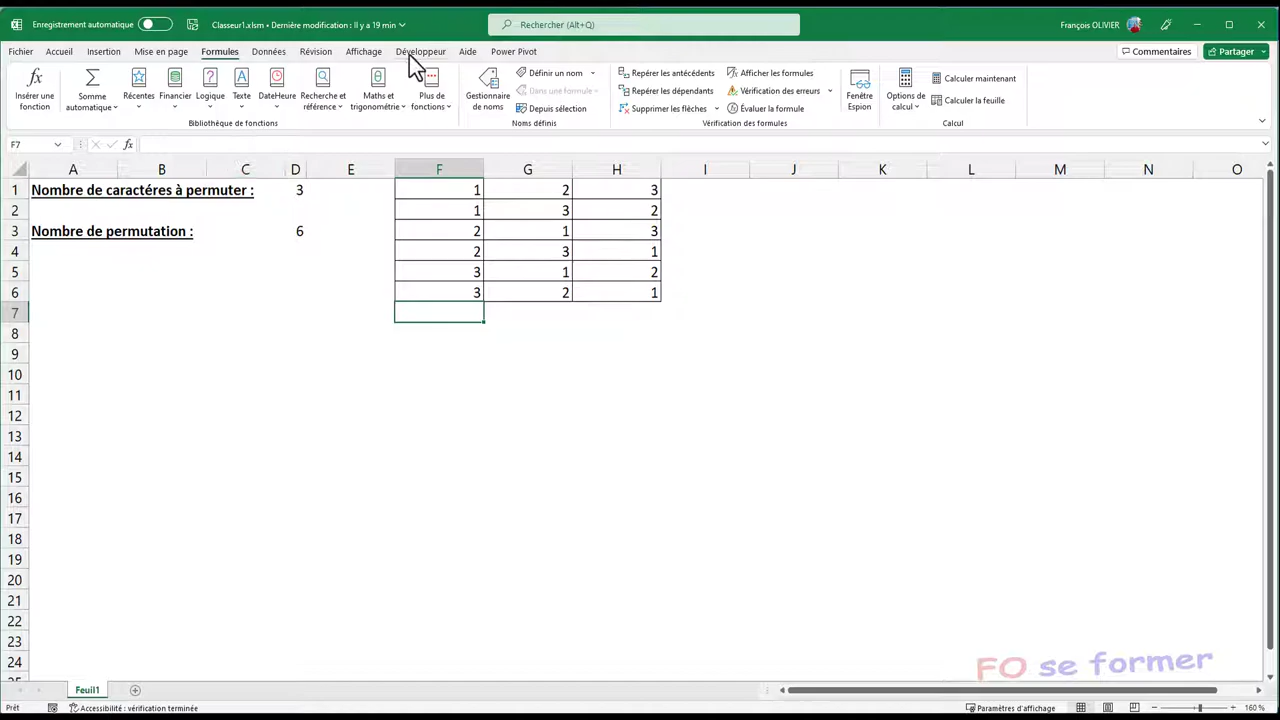 Enregistrement automatique
Classeur1.xlsm • Dernière modification : Il y a 19 min
Rechercher (Alt+Q)
François OLIVIER
Fichier Accueil Insertion Mise en page Formules Données Révision Affichage Développeur Aide Power Pivot
Commentaires
Partager
Insérer une fonction
Somme automatique
Récentes
Financier
Logique
Texte
DateHeure
Recherche et référence
Maths et trigonométrie
Plus de fonctions
Bibliothèque de fonctions
Gestionnaire de noms
Définir un nom
Dans une formule
Depuis sélection
Noms définis
Repérer les antécédents
Repérer les dépendants
Supprimer les flèches
Afficher les formules
Vérification des erreurs
Évaluer la formule
Vérification des formules
Fenêtre Espion
Options de calcul
Calculer maintenant
Calculer la feuille
Calcul
F7
fx
A B C D E F G H I J K L M N O
1 Nombre de caractéres à permuter : 3 1 2 3
2 1 3 2
3 Nombre de permutation : 6 2 1 3
4 2 3 1
5 3 1 2
6 3 2 1
7
8
9
10
11
12
13
14
15
16
17
18
19
20
21
22
23
24
FO se former
Feuil1
Prêt
Accessibilité : vérification terminée
Paramètres d'affichage
160 %